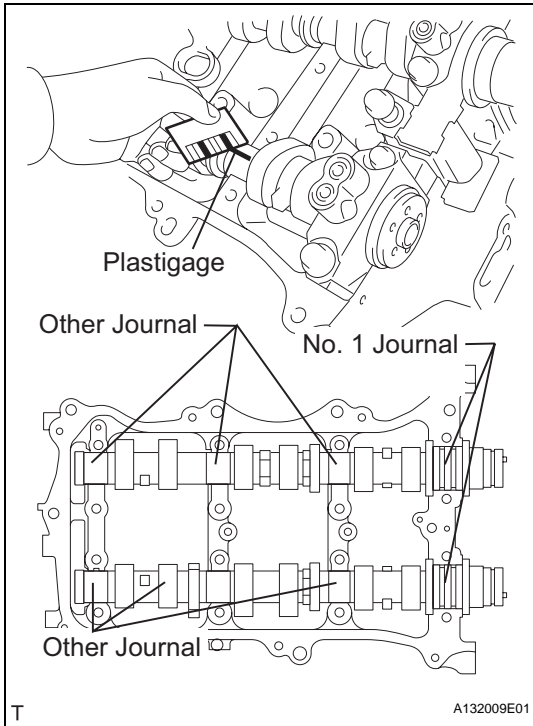 Plastigage
Other Journal
No. 1 Journal
Other Journal
T
A132009E01